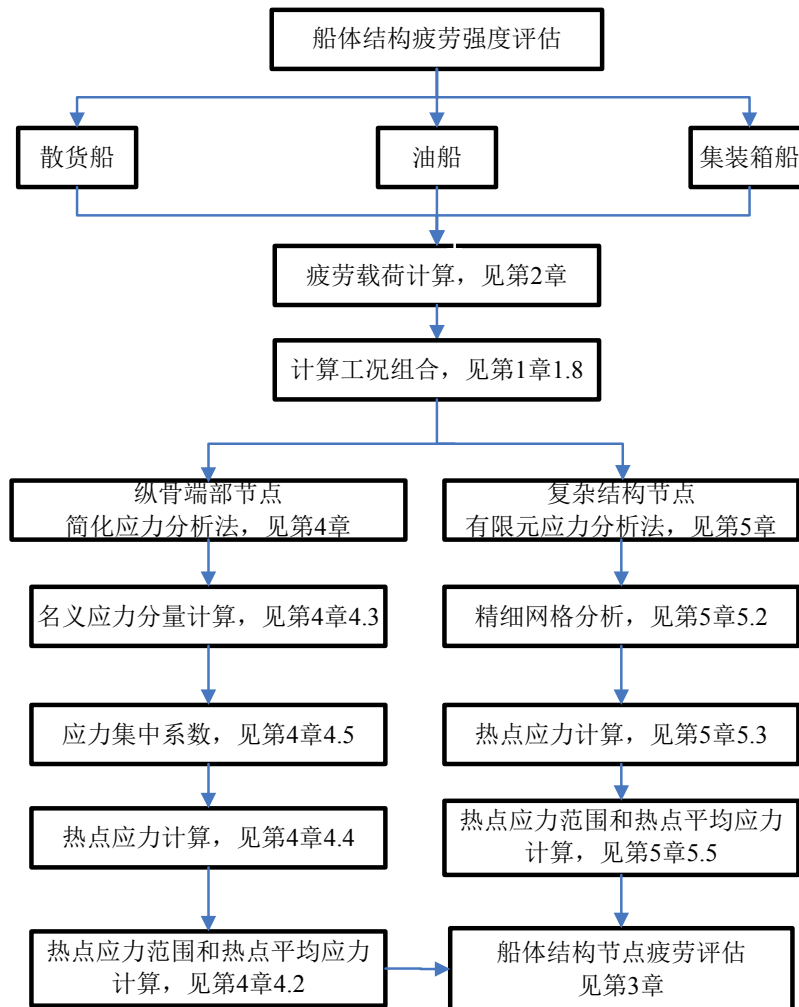 船体结构疲劳强度评估
散货船
油船
集装箱船
疲劳载荷计算，见第2章
计算工况组合，见第1章1.8
纵骨端部节点
简化应力分析法，见第4章
复杂结构节点
有限元应力分析法，见第5章
名义应力分量计算，见第4章4.3
精细网格分析，见第5章5.2
应力集中系数，见第4章4.5
热点应力计算，见第5章5.3
热点应力计算，见第4章4.4
热点应力范围和热点平均应力
计算，见第5章5.5
热点应力范围和热点平均应力
计算，见第4章4.2
船体结构节点疲劳评估
见第3章